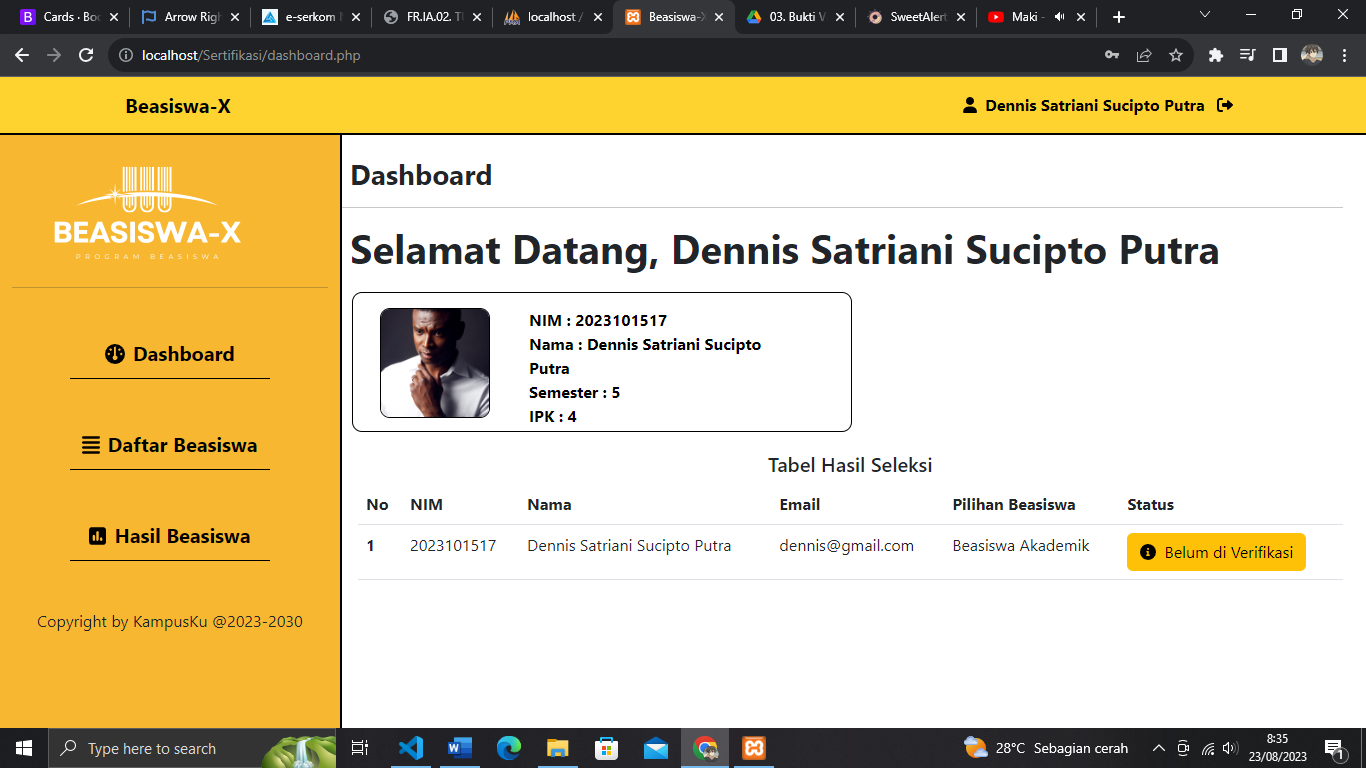 Cards · Bo
Arrow Righ
e-serkom
FR.IA.02. T
localhost /
Beasiswa-X
03. Bukti V
SweetAlert
Maki -
localhost/Sertifikasi/dashboard.php
Beasiswa-X
Dennis Satriani Sucipto Putra
BEASISWA-X
PROGRAM BEASISWA
Dashboard
Daftar Beasiswa
Hasil Beasiswa
Copyright by KampusKu @2023-2030
Dashboard
Selamat Datang, Dennis Satriani Sucipto Putra
NIM : 2023101517
Nama : Dennis Satriani Sucipto
Putra
Semester : 5
IPK : 4
Tabel Hasil Seleksi
No NIM Nama Email Pilihan Beasiswa Status
1 2023101517 Dennis Satriani Sucipto Putra dennis@gmail.com Beasiswa Akademik Belum di Verifikasi
Type here to search
28°C Sebagian cerah
8:35
23/08/2023
1